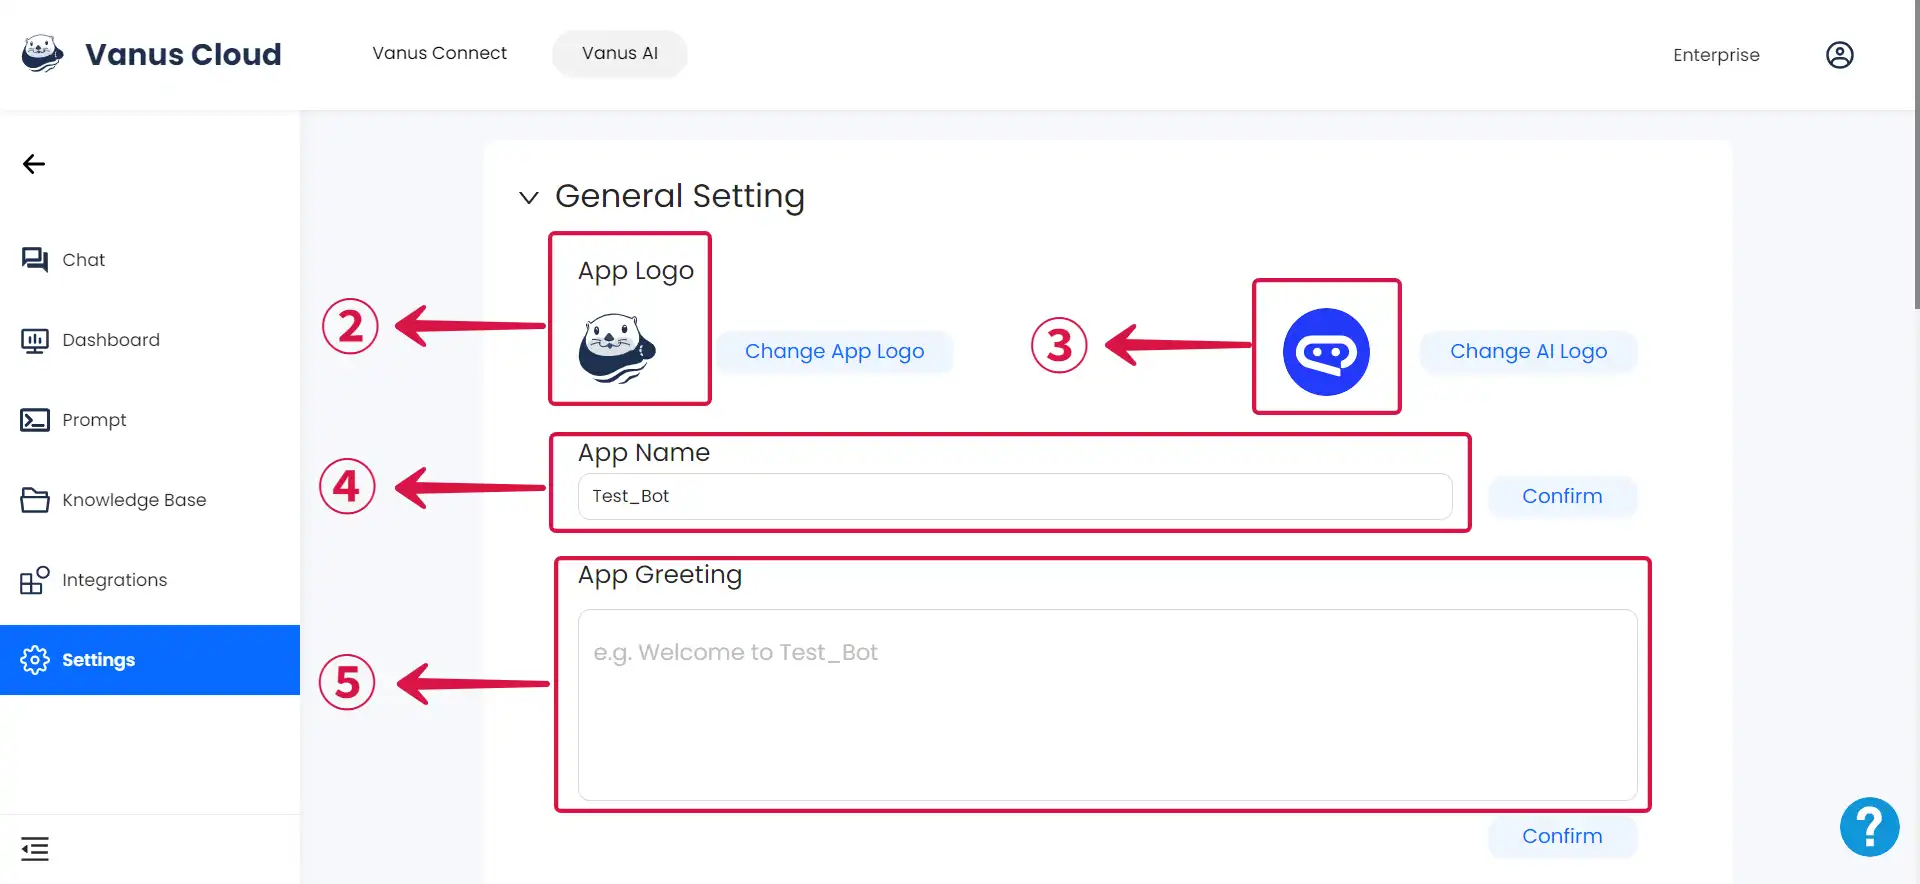 Vanus Cloud
Vanus Connect
Vanus AI
Enterprise
Chat
Dashboard
Prompt
Knowledge Base
Integrations
Settings
General Setting
App Logo
②
Change App Logo
③
Change AI Logo
④
App Name
Test_Bot
Confirm
⑤
App Greeting
e.g. Welcome to Test_Bot
Confirm
?